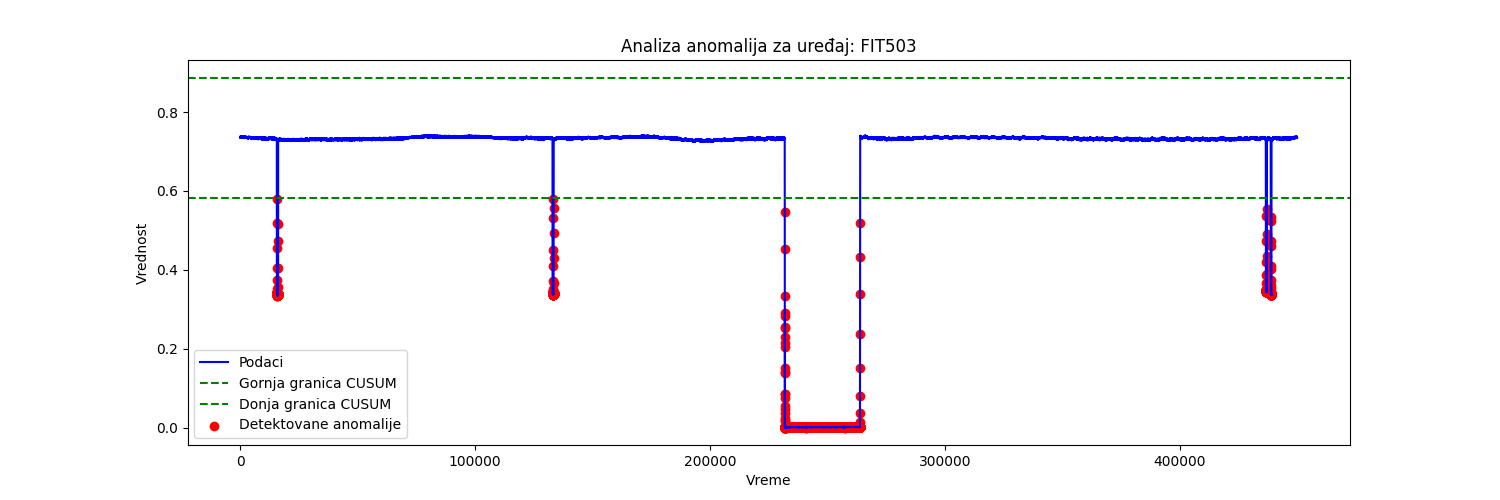 Analiza anomalija za uređaj: FIT503
Vrednost
0.8
0.6
0.4
0.2
0.0
Podaci
Gornja granica CUSUM
Donja granica CUSUM
Detektovane anomalije
0 100000 200000 300000 400000
Vreme